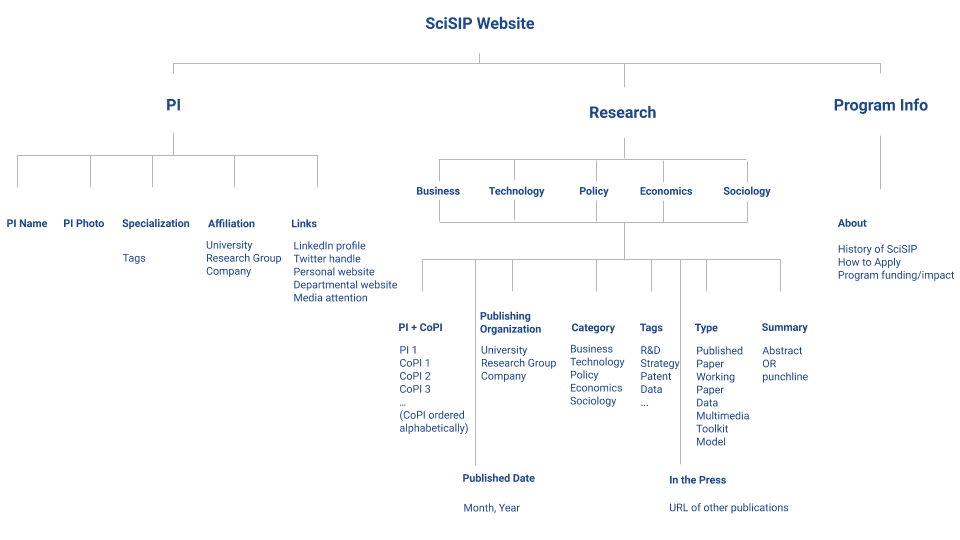 SciSIP Website
PI
Research
Program Info
Business
Technology
Policy
Economics
Sociology
PI Name
PI Photo
Specialization
Tags
Affiliation
University
Research Group
Company
Links
LinkedIn profile
Twitter handle
Personal website
Departmental website
Media attention
About
History of SciSIP
How to Apply
Program funding/impact
PI + CoPI
PI 1
CoPI 1
CoPI 2
CoPI 3
...
(CoPI ordered
alphabetically)
Publishing
Organization
University
Research Group
Company
Category
Business
Technology
Policy
Economics
Sociology
Tags
R&D
Strategy
Patent
Data
...
Type
Published
Paper
Working
Paper
Data
Multimedia
Toolkit
Model
Summary
Abstract
OR
punchline
Published Date
Month, Year
In the Press
URL of other publications